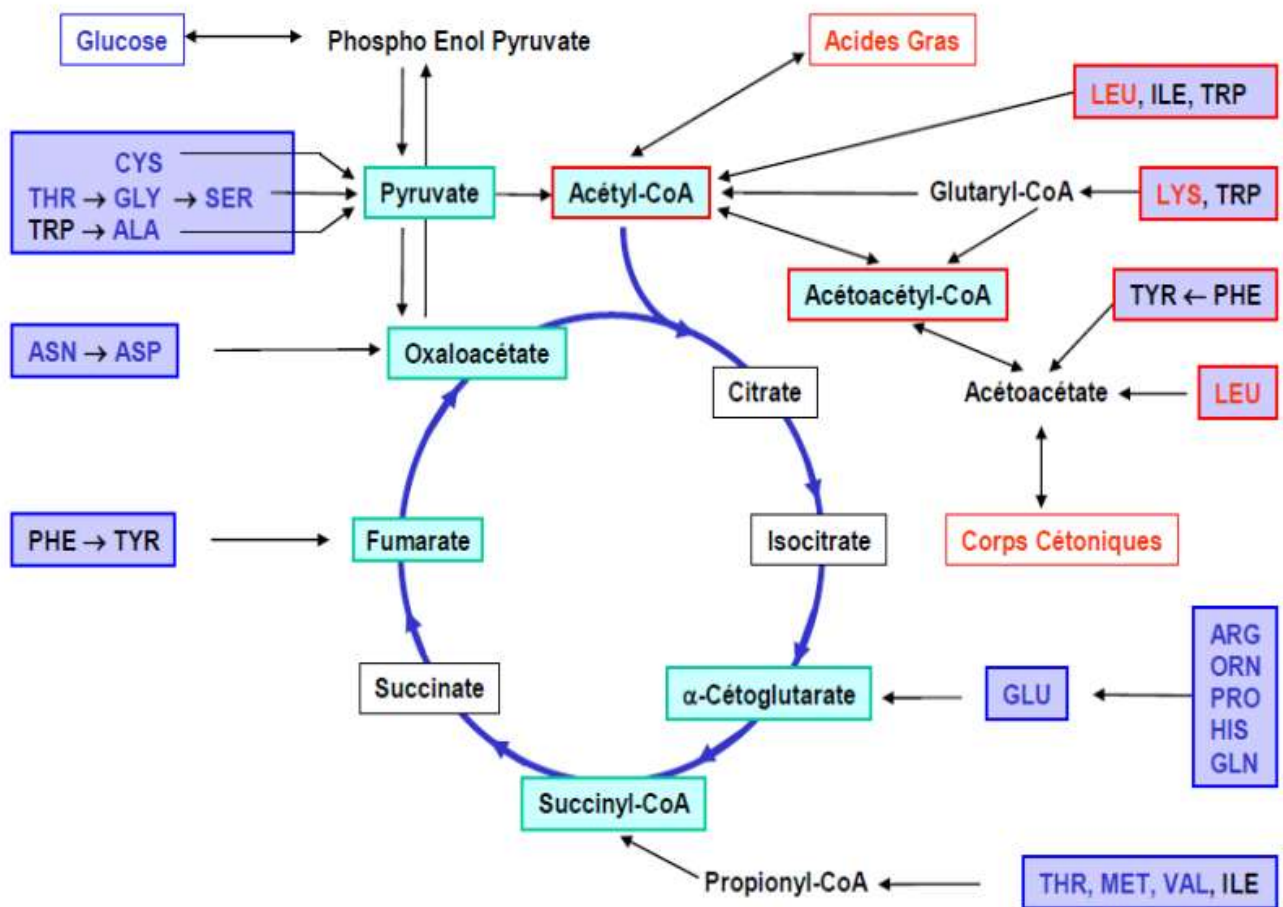 Glucose
Phospho Enol Pyruvate
Acides Gras
LEU, ILE, TRP
CYS
THR → GLY → SER
TRP → ALA
Pyruvate
Acétyl-CoA
Glutaryl-CoA
LYS, TRP
Acétoacétyl-CoA
TYR ← PHE
ASN → ASP
Oxaloacétate
Citrate
Acétoacétate
LEU
PHE → TYR
Fumarate
Isocitrate
Corps Cétoniques
Succinate
α-Cétoglutarate
GLU
ARG
ORN
PRO
HIS
GLN
Succinyl-CoA
Propionyl-CoA
THR, MET, VAL, ILE